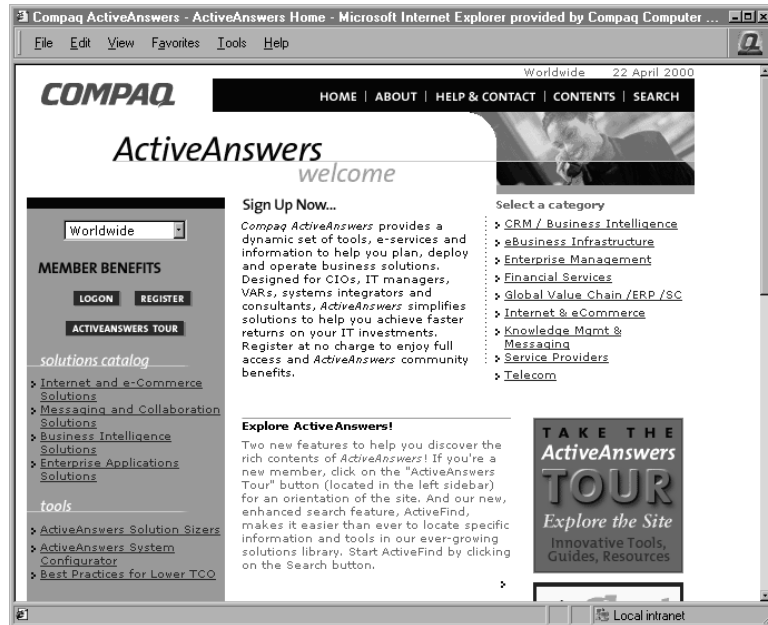 Compaq ActiveAnswers - ActiveAnswers Home - Microsoft Internet Explorer provided by Compaq Computer ...
File Edit View Favorites Tools Help
Worldwide 22 April 2000
COMPAQ
HOME | ABOUT | HELP & CONTACT | CONTENTS | SEARCH
ActiveAnswers
welcome
Worldwide
MEMBER BENEFITS
LOGON REGISTER
ACTIVEANSWERS TOUR
solutions catalog
Internet and e-Commerce
Solutions
Messaging and Collaboration
Solutions
Business Intelligence
Solutions
Enterprise Applications
Solutions
tools
ActiveAnswers Solution Sizers
ActiveAnswers System
Configurator
Best Practices for Lower TCO
Sign Up Now...
Compaq ActiveAnswers provides a
dynamic set of tools, e-services and
information to help you plan, deploy
and operate business solutions.
Designed for CIOs, IT managers,
VARs, systems integrators and
consultants, ActiveAnswers simplifies
solutions to help you achieve faster
returns on your IT investments.
Register at no charge to enjoy full
access and ActiveAnswers community
benefits.
Select a category
CRM / Business Intelligence
eBusiness Infrastructure
Enterprise Management
Financial Services
Global Value Chain /ERP /SC
Internet & eCommerce
Knowledge Mgmt &
Messaging
Service Providers
Telecom
Explore ActiveAnswers!
Two new features to help you discover the
rich contents of ActiveAnswers! If you're a
new member, click on the "ActiveAnswers
Tour" button (located in the left sidebar)
for an orientation of the site. And our new,
enhanced search feature, ActiveFind,
makes it easier than ever to locate specific
information and tools in our ever-growing
solutions library. Start ActiveFind by clicking
on the Search button.
TAKE THE
ActiveAnswers
TOUR
Explore the Site
Innovative Tools,
Guides, Resources
Local intranet